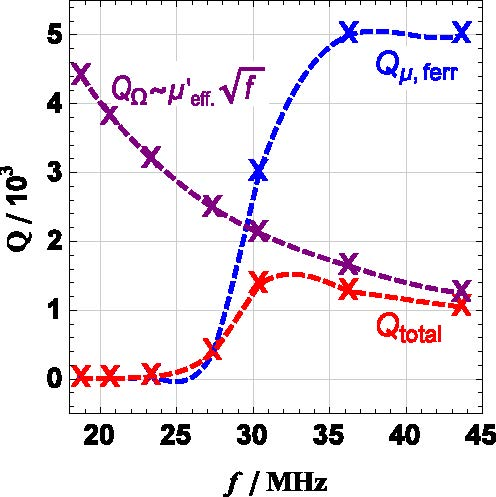 5
4
3
2
1
0
Q / 10³
Q_Ω~μ'_eff.√f
Q_μ, ferr
Q_total
20 25 30 35 40 45
f / MHz